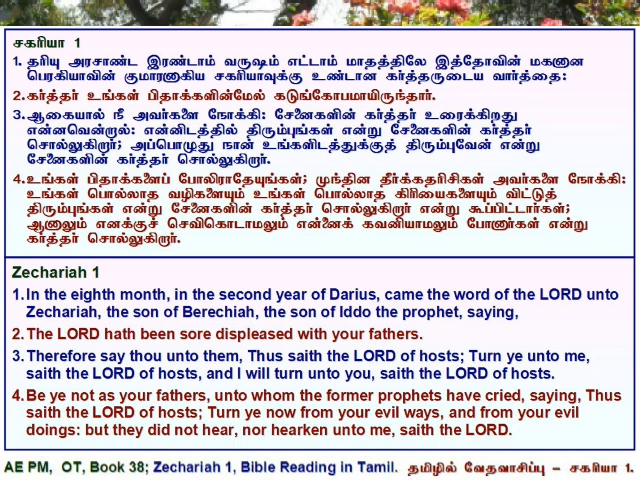 சகரியா 1
1. தரியு அரசாண்ட இரண்டாம் வருஷம் எட்டாம் மாதத்திலே இத்தோவின் மகனான
பெரகியாவின் குமாரனாகிய சகரியாவுக்கு உண்டான கர்த்தருடைய வார்த்தை:
2. கர்த்தர் உங்கள் பிதாக்களின்மேல் கடுங்கோபமாயிருந்தார்.
3. ஆகையால் நீ அவர்களை நோக்கி: சேனைகளின் கர்த்தர் உரைக்கிறது
என்னவென்றால்: என்னிடத்தில் திரும்புங்கள் என்று சேனைகளின் கர்த்தர்
சொல்லுகிறார்; அப்பொழுது நான் உங்களிடத்துக்குத் திரும்புவேன் என்று
சேனைகளின் கர்த்தர் சொல்லுகிறார்.
4. உங்கள் பிதாக்களைப் போலிராதேயுங்கள்; முந்தின தீர்க்கதரிசிகள் அவர்களை நோக்கி:
உங்கள் பொல்லாத வழிகளையும் உங்கள் பொல்லாத கிரியைகளையும் விட்டுத்
திரும்புங்கள் என்று சேனைகளின் கர்த்தர் சொல்லுகிறார் என்று கூப்பிட்டார்கள்;
ஆனாலும் எனக்குச் செவிகொடாமலும் என்னைக் கவனியாமலும் போனார்கள் என்று
கர்த்தர் சொல்லுகிறார்.
Zechariah 1
1. In the eighth month, in the second year of Darius, came the word of the LORD unto
Zechariah, the son of Berechiah, the son of Iddo the prophet, saying,
2. The LORD hath been sore displeased with your fathers.
3. Therefore say thou unto them, Thus saith the LORD of hosts; Turn ye unto me,
saith the LORD of hosts, and I will turn unto you, saith the LORD of hosts.
4. Be ye not as your fathers, unto whom the former prophets have cried, saying, Thus
saith the LORD of hosts; Turn ye now from your evil ways, and from your evil
doings: but they did not hear, nor hearken unto me, saith the LORD.
AE PM, OT, Book 38; Zechariah 1, Bible Reading in Tamil. தமிழில் வேதவாசிப்பு – சகரியா 1.